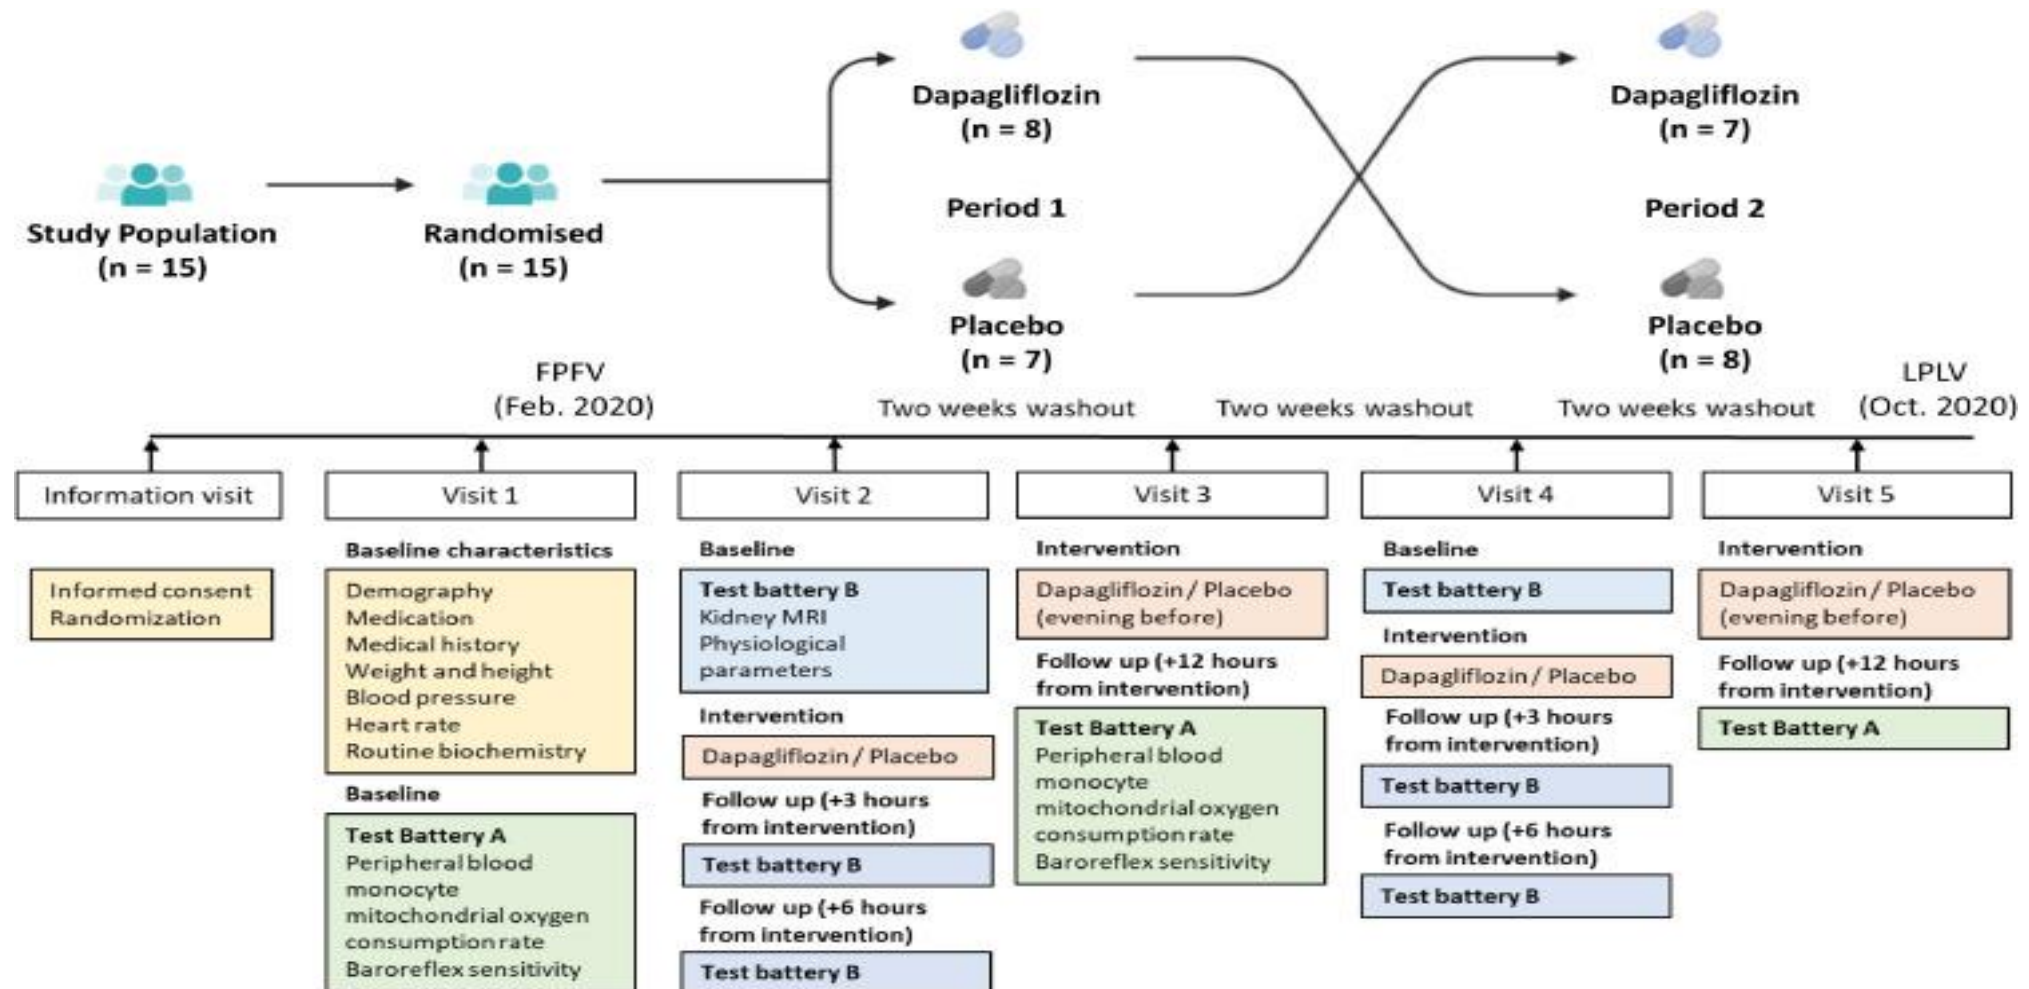 Dapagliflozin
(n = 8)
Dapagliflozin
(n = 7)
Study Population
(n = 15)
Randomised
(n = 15)
Period 1
Period 2
Placebo
(n = 7)
Placebo
(n = 8)
FPFV
(Feb. 2020)
Two weeks washout
Two weeks washout
Two weeks washout
LPLV
(Oct. 2020)
Information visit
Informed consent
Randomization
Visit 1
Baseline characteristics
Demography
Medication
Medical history
Weight and height
Blood pressure
Heart rate
Routine biochemistry
Baseline
Test Battery A
Peripheral blood
monocyte
mitochondrial oxygen
consumption rate
Baroreflex sensitivity
Visit 2
Baseline
Test battery B
Kidney MRI
Physiological
parameters
Intervention
Dapagliflozin / Placebo
Follow up (+3 hours
from intervention)
Test battery B
Follow up (+6 hours
from intervention)
Test battery B
Visit 3
Intervention
Dapagliflozin / Placebo
(evening before)
Follow up (+12 hours
from intervention)
Test Battery A
Peripheral blood
monocyte
mitochondrial oxygen
consumption rate
Baroreflex sensitivity
Visit 4
Baseline
Test battery B
Intervention
Dapagliflozin / Placebo
Follow up (+3 hours
from intervention)
Test battery B
Follow up (+6 hours
from intervention)
Test battery B
Visit 5
Intervention
Dapagliflozin / Placebo
(evening before)
Follow up (+12 hours
from intervention)
Test Battery A